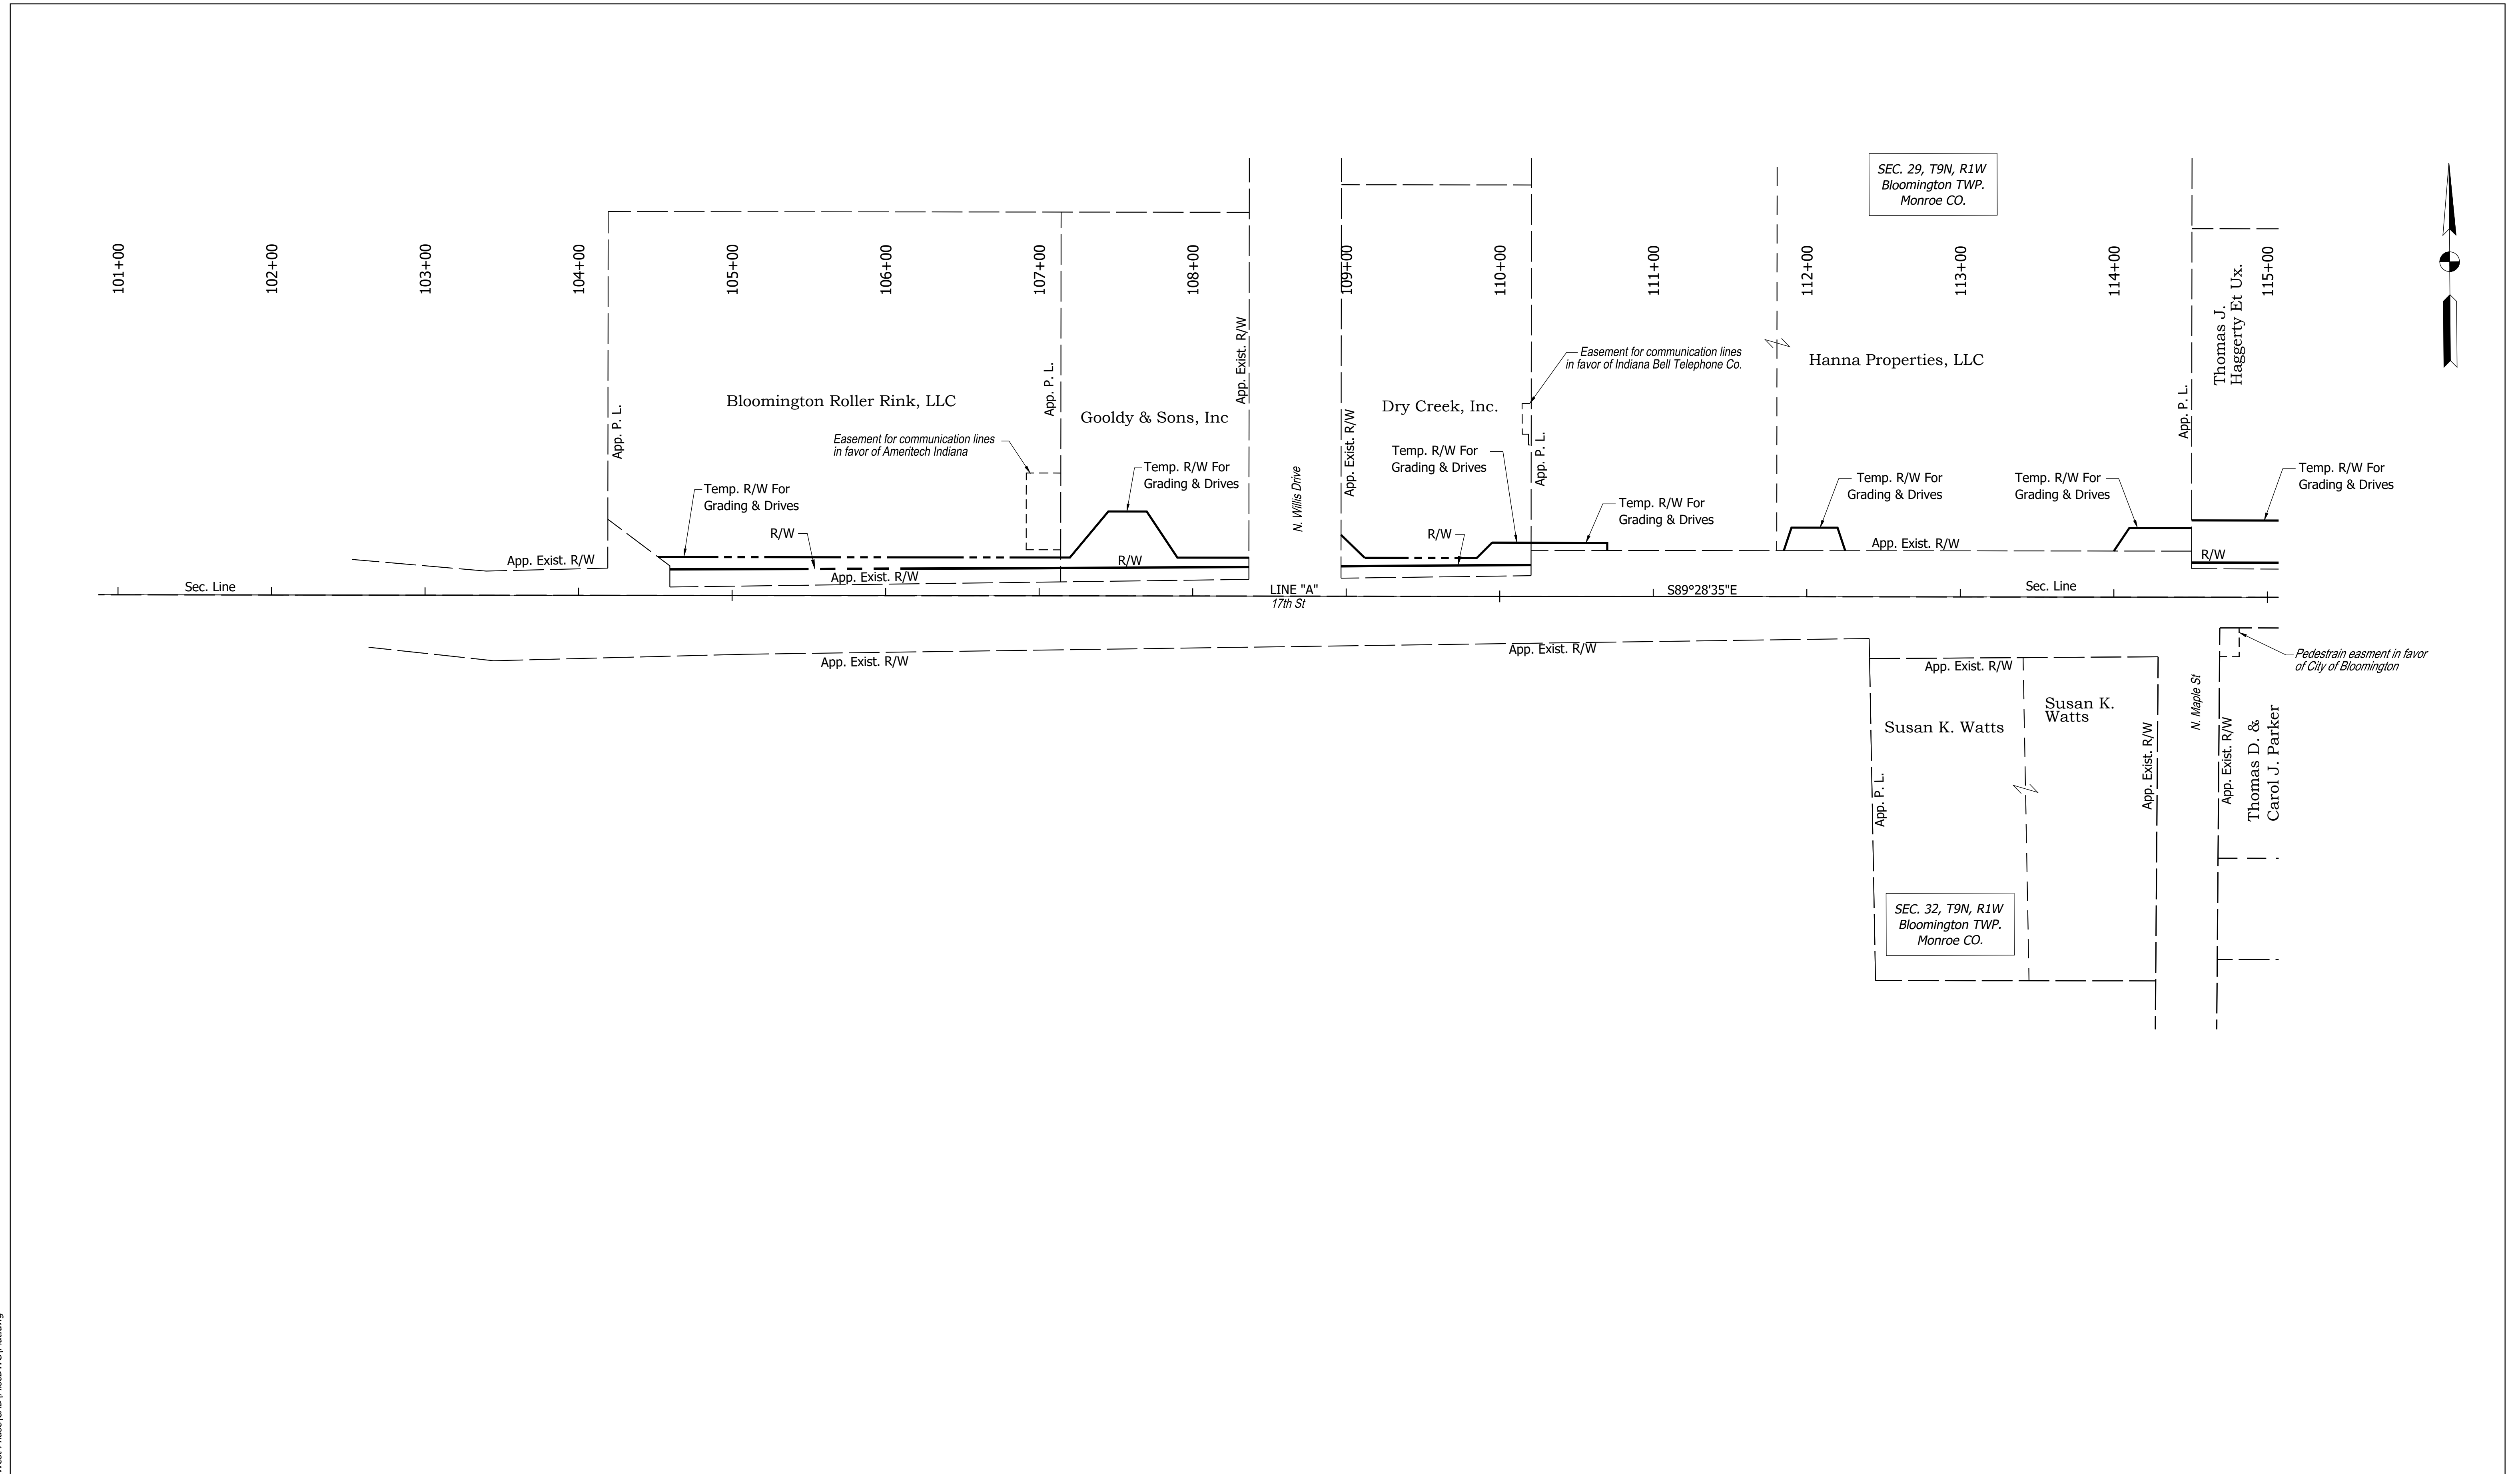 SEC. 29, T9N, R1W
Bloomington TWP.
Monroe CO.
101+00
102+00
103+00
104+00
105+00
106+00
107+00
108+00
109+00
110+00
111+00
112+00
113+00
114+00
115+00
Thomas J.
Haggerty Et Ux.
App. P. L.
Bloomington Roller Rink, LLC
Easement for communication lines
in favor of Ameritech Indiana
App. P. L.
Gooldy & Sons, Inc
App. Exist. R/W
Temp. R/W For
Grading & Drives
Temp. R/W For
Grading & Drives
R/W
R/W
App. Exist. R/W
App. Exist. R/W
N. Willis Drive
App. Exist. R/W
Dry Creek, Inc.
Easement for communication lines
in favor of Indiana Bell Telephone Co.
Temp. R/W For
Grading & Drives
App. P. L.
R/W
Temp. R/W For
Grading & Drives
Hanna Properties, LLC
Temp. R/W For
Grading & Drives
Temp. R/W For
Grading & Drives
App. Exist. R/W
App. P. L.
Temp. R/W For
Grading & Drives
R/W
Sec. Line
LINE "A"
17th St
S89°28'35"E
Sec. Line
App. Exist. R/W
App. Exist. R/W
App. Exist. R/W
Pedestrain easment in favor
of City of Bloomington
Susan K. Watts
Susan K.
Watts
App. P. L.
App. Exist. R/W
N. Maple St
App. Exist. R/W
Thomas D. &
Carol J. Parker
SEC. 32, T9N, R1W
Bloomington TWP.
Monroe CO.